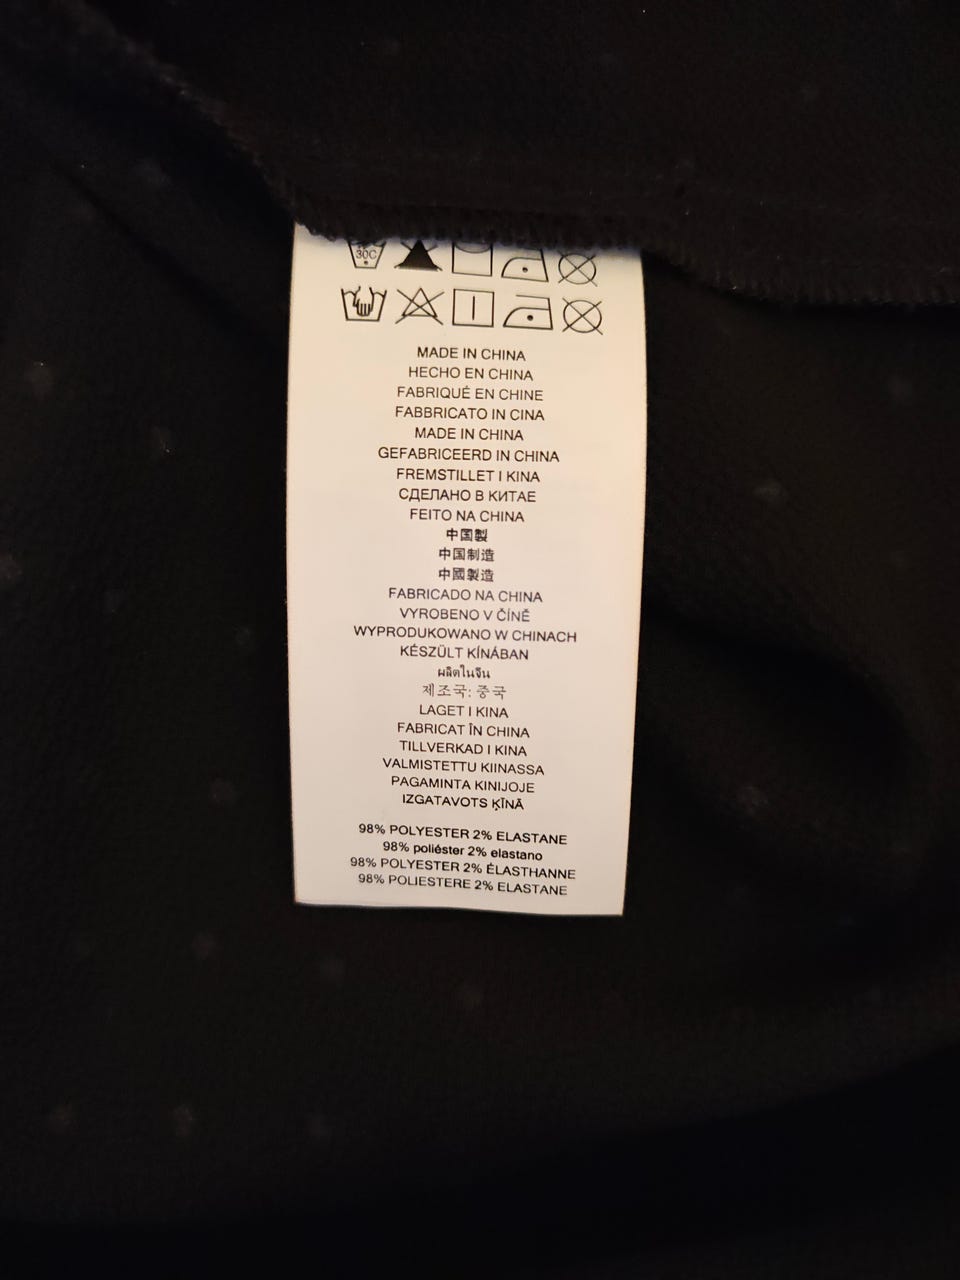 30C
MADE IN CHINA
HECHO EN CHINA
FABRIQUÉ EN CHINE
FABBRICATO IN CINA
MADE IN CHINA
GEFABRICEERD IN CHINA
FREMSTILLET I KINA
СДЕЛАНО В КИТАЕ
FEITO NA CHINA
中国製
中国制造
中國製造
FABRICADO NA CHINA
VYROBENO V ČÍNĚ
WYPRODUKOWANO W CHINACH
KÉSZÜLT KÍNÁBAN
ผลิตในจีน
제조국: 중국
LAGET I KINA
FABRICAT ÎN CHINA
TILLVERKAD I KINA
VALMISTETTU KIINASSA
PAGAMINTA KINIJOJE
IZGATAVOTS ĶĪNĀ
98% POLYESTER 2% ELASTANE
98% poliéster 2% elastano
98% POLYESTER 2% ÉLASTHANNE
98% POLIESTERE 2% ELASTANE